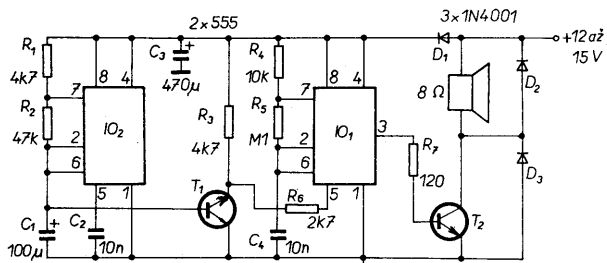 2×555
3×1N4001
R1
4k7
8
4
C3
+
470µ
R4
10k
8
4
D1
+12 až
15 V
7
R2
47k
2
6
IO2
R3
4k7
7
R5
M1
2
6
IO1
3
8 Ω
D2
R7
120
D3
5
1
T1
R6
2k7
5
1
T2
C1
+
100µ
C2
10n
C4
10n